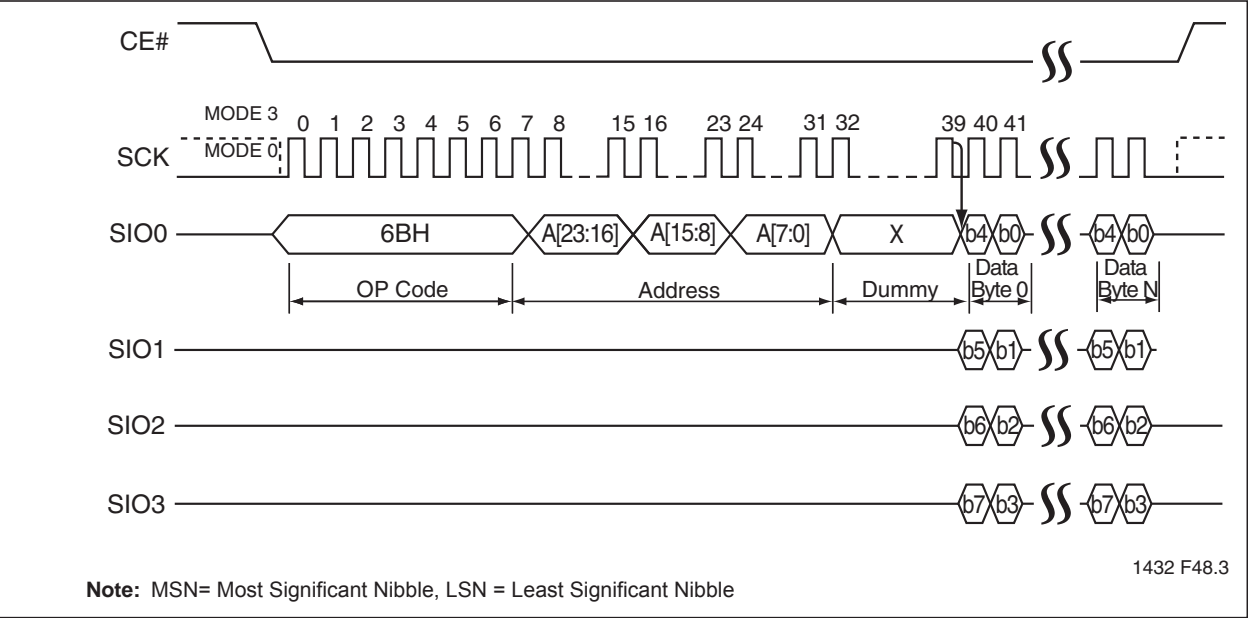 CE#
MODE 3
0 1 2 3 4 5 6 7 8 15 16 23 24 31 32 39 40 41
SCK
MODE 0
SIO0
6BH
A[23:16]
A[15:8]
A[7:0]
X
b4 b0
b4 b0
OP Code
Address
Dummy
Data
Byte 0
Data
Byte N
SIO1
b5 b1
b5 b1
SIO2
b6 b2
b6 b2
SIO3
b7 b3
b7 b3
1432 F48.3
Note: MSN= Most Significant Nibble, LSN = Least Significant Nibble